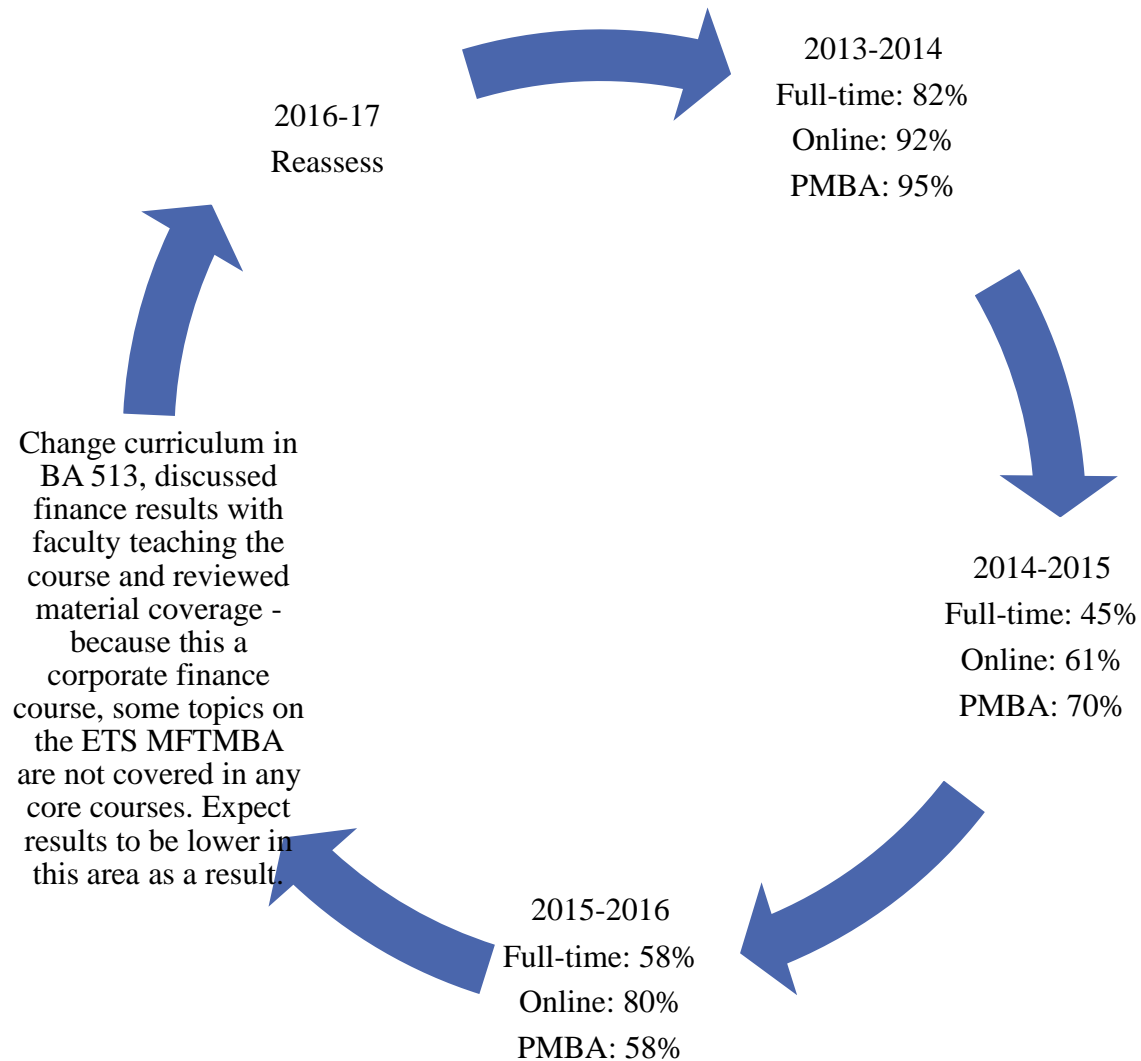 2013-2014
Full-time: 82%
Online: 92%
PMBA: 95%
2014-2015
Full-time: 45%
Online: 61%
PMBA: 70%
2015-2016
Full-time: 58%
Online: 80%
PMBA: 58%
Change curriculum in
BA 513, discussed
finance results with
faculty teaching the
course and reviewed
material coverage -
because this a
corporate finance
course, some topics on
the ETS MFTMBA
are not covered in any
core courses. Expect
results to be lower in
this area as a result.
2016-17
Reassess